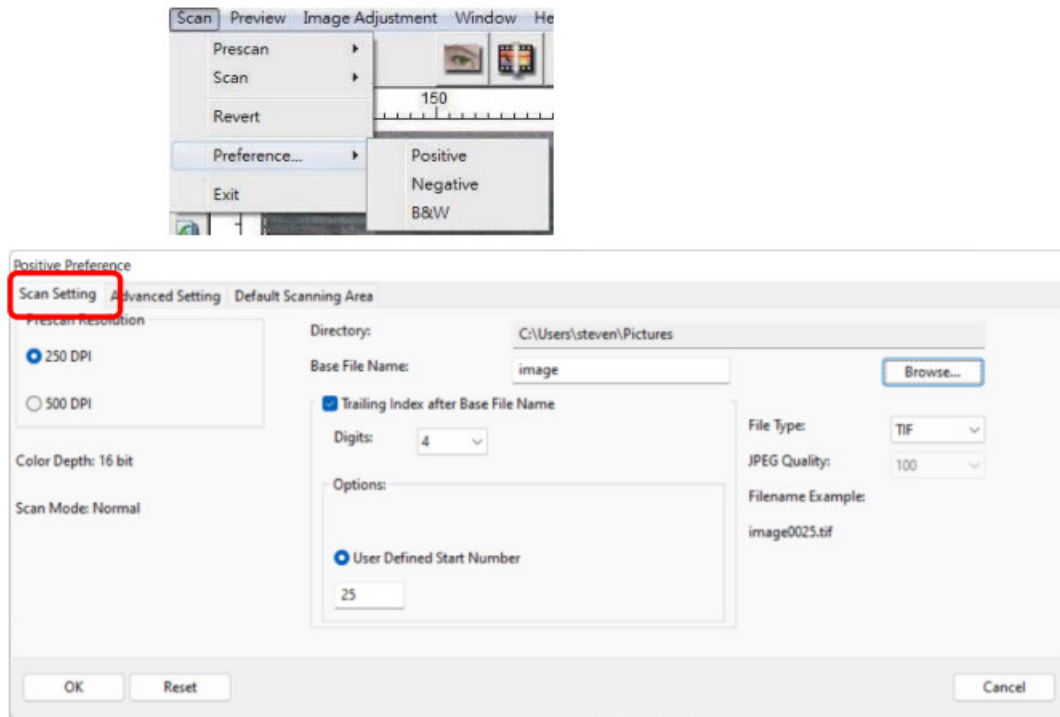 Scan Preview Image Adjustment Window He
Prescan
Scan
150
Revert
Preference... Positive
Negative
Exit
B&W
Positive Preference
Scan Setting Advanced Setting Default Scanning Area
Prescan Resolution
Directory: C:\Users\steven\Pictures
250 DPI
Base File Name: image Browse...
500 DPI
Trailing Index after Base File Name
Digits: 4
File Type: TIF
Color Depth: 16 bit
JPEG Quality: 100
Options:
Filename Example:
Scan Mode: Normal
image0025.tif
User Defined Start Number
25
OK Reset Cancel